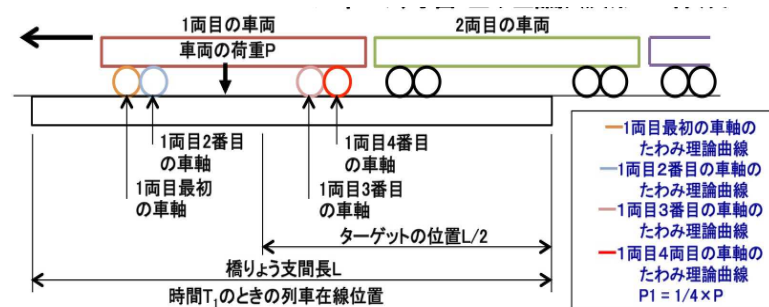 1両目の車両
2両目の車両
車両の荷重P
1両目2番目
の車軸
1両目最初
の車軸
1両目4番目
の車軸
1両目3番目
の車軸
ターゲットの位置L/2
橋りょう支間長L
時間T₁のときの列車在線位置
1両目最初の車軸の
たわみ理論曲線
1両目2番目の車軸の
たわみ理論曲線
1両目3番目の車軸の
たわみ理論曲線
1両目4両目の車軸の
たわみ理論曲線
P1 = 1/4×P